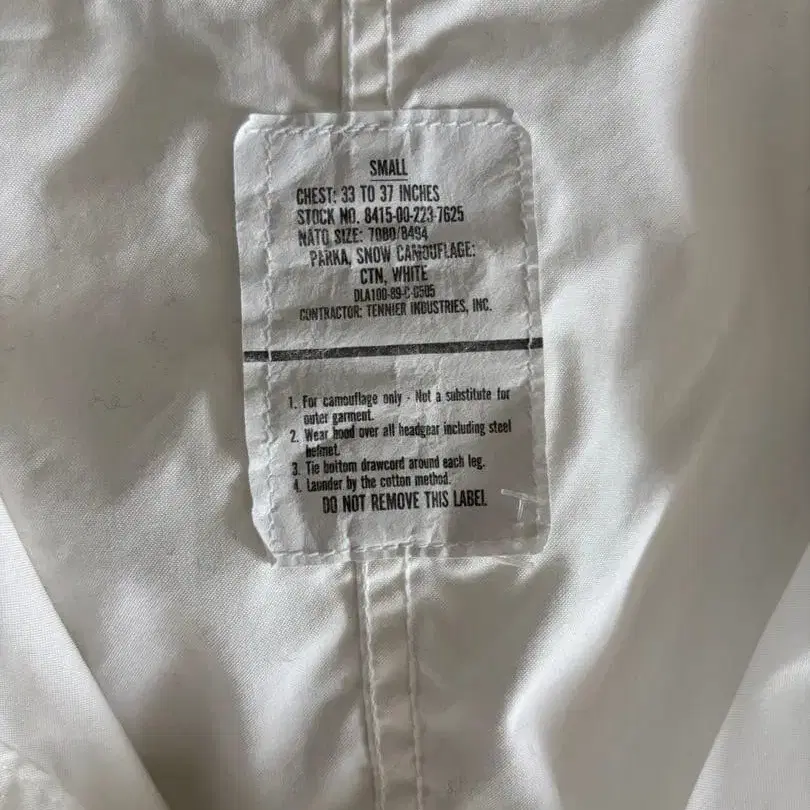 SMALL
CHEST: 33 TO 37 INCHES
STOCK NO. 8415-00-223-7625
NATO SIZE: 7080/8494
PARKA, SNOW CAMOUFLAGE:
CTN, WHITE
DLA100-89-C-0505
CONTRACTOR: TENNIER INDUSTRIES, INC.
1. For camouflage only - Not a substitute for
outer garment.
2. Wear hood over all headgear including steel
helmet.
3. Tie bottom drawcord around each leg.
4. Launder by the cotton method.
DO NOT REMOVE THIS LABEL